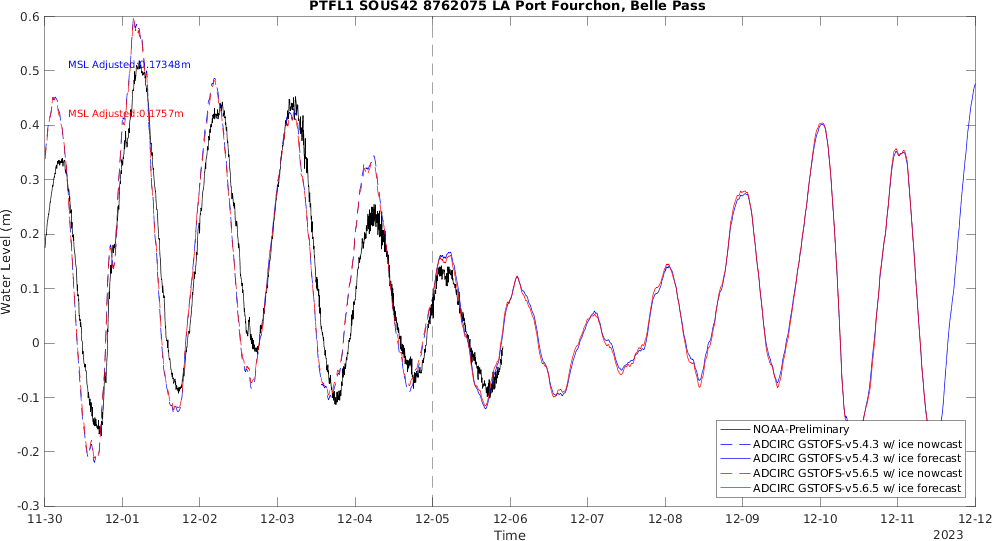 PTFL1 SOUS42 8762075 LA Port Fourchon, Belle Pass
0.6
0.5
0.4
0.3
0.2
0.1
0
-0.1
-0.2
-0.3
Water Level (m)
MSL Adjusted:0.17348m
MSL Adjusted:0.1757m
NOAA-Preliminary
ADCIRC GSTOFS-v5.4.3 w/ ice nowcast
ADCIRC GSTOFS-v5.4.3 w/ ice forecast
ADCIRC GSTOFS-v5.6.5 w/ ice nowcast
ADCIRC GSTOFS-v5.6.5 w/ ice forecast
11-30 12-01 12-02 12-03 12-04 12-05 12-06 12-07 12-08 12-09 12-10 12-11 12-12
Time
2023